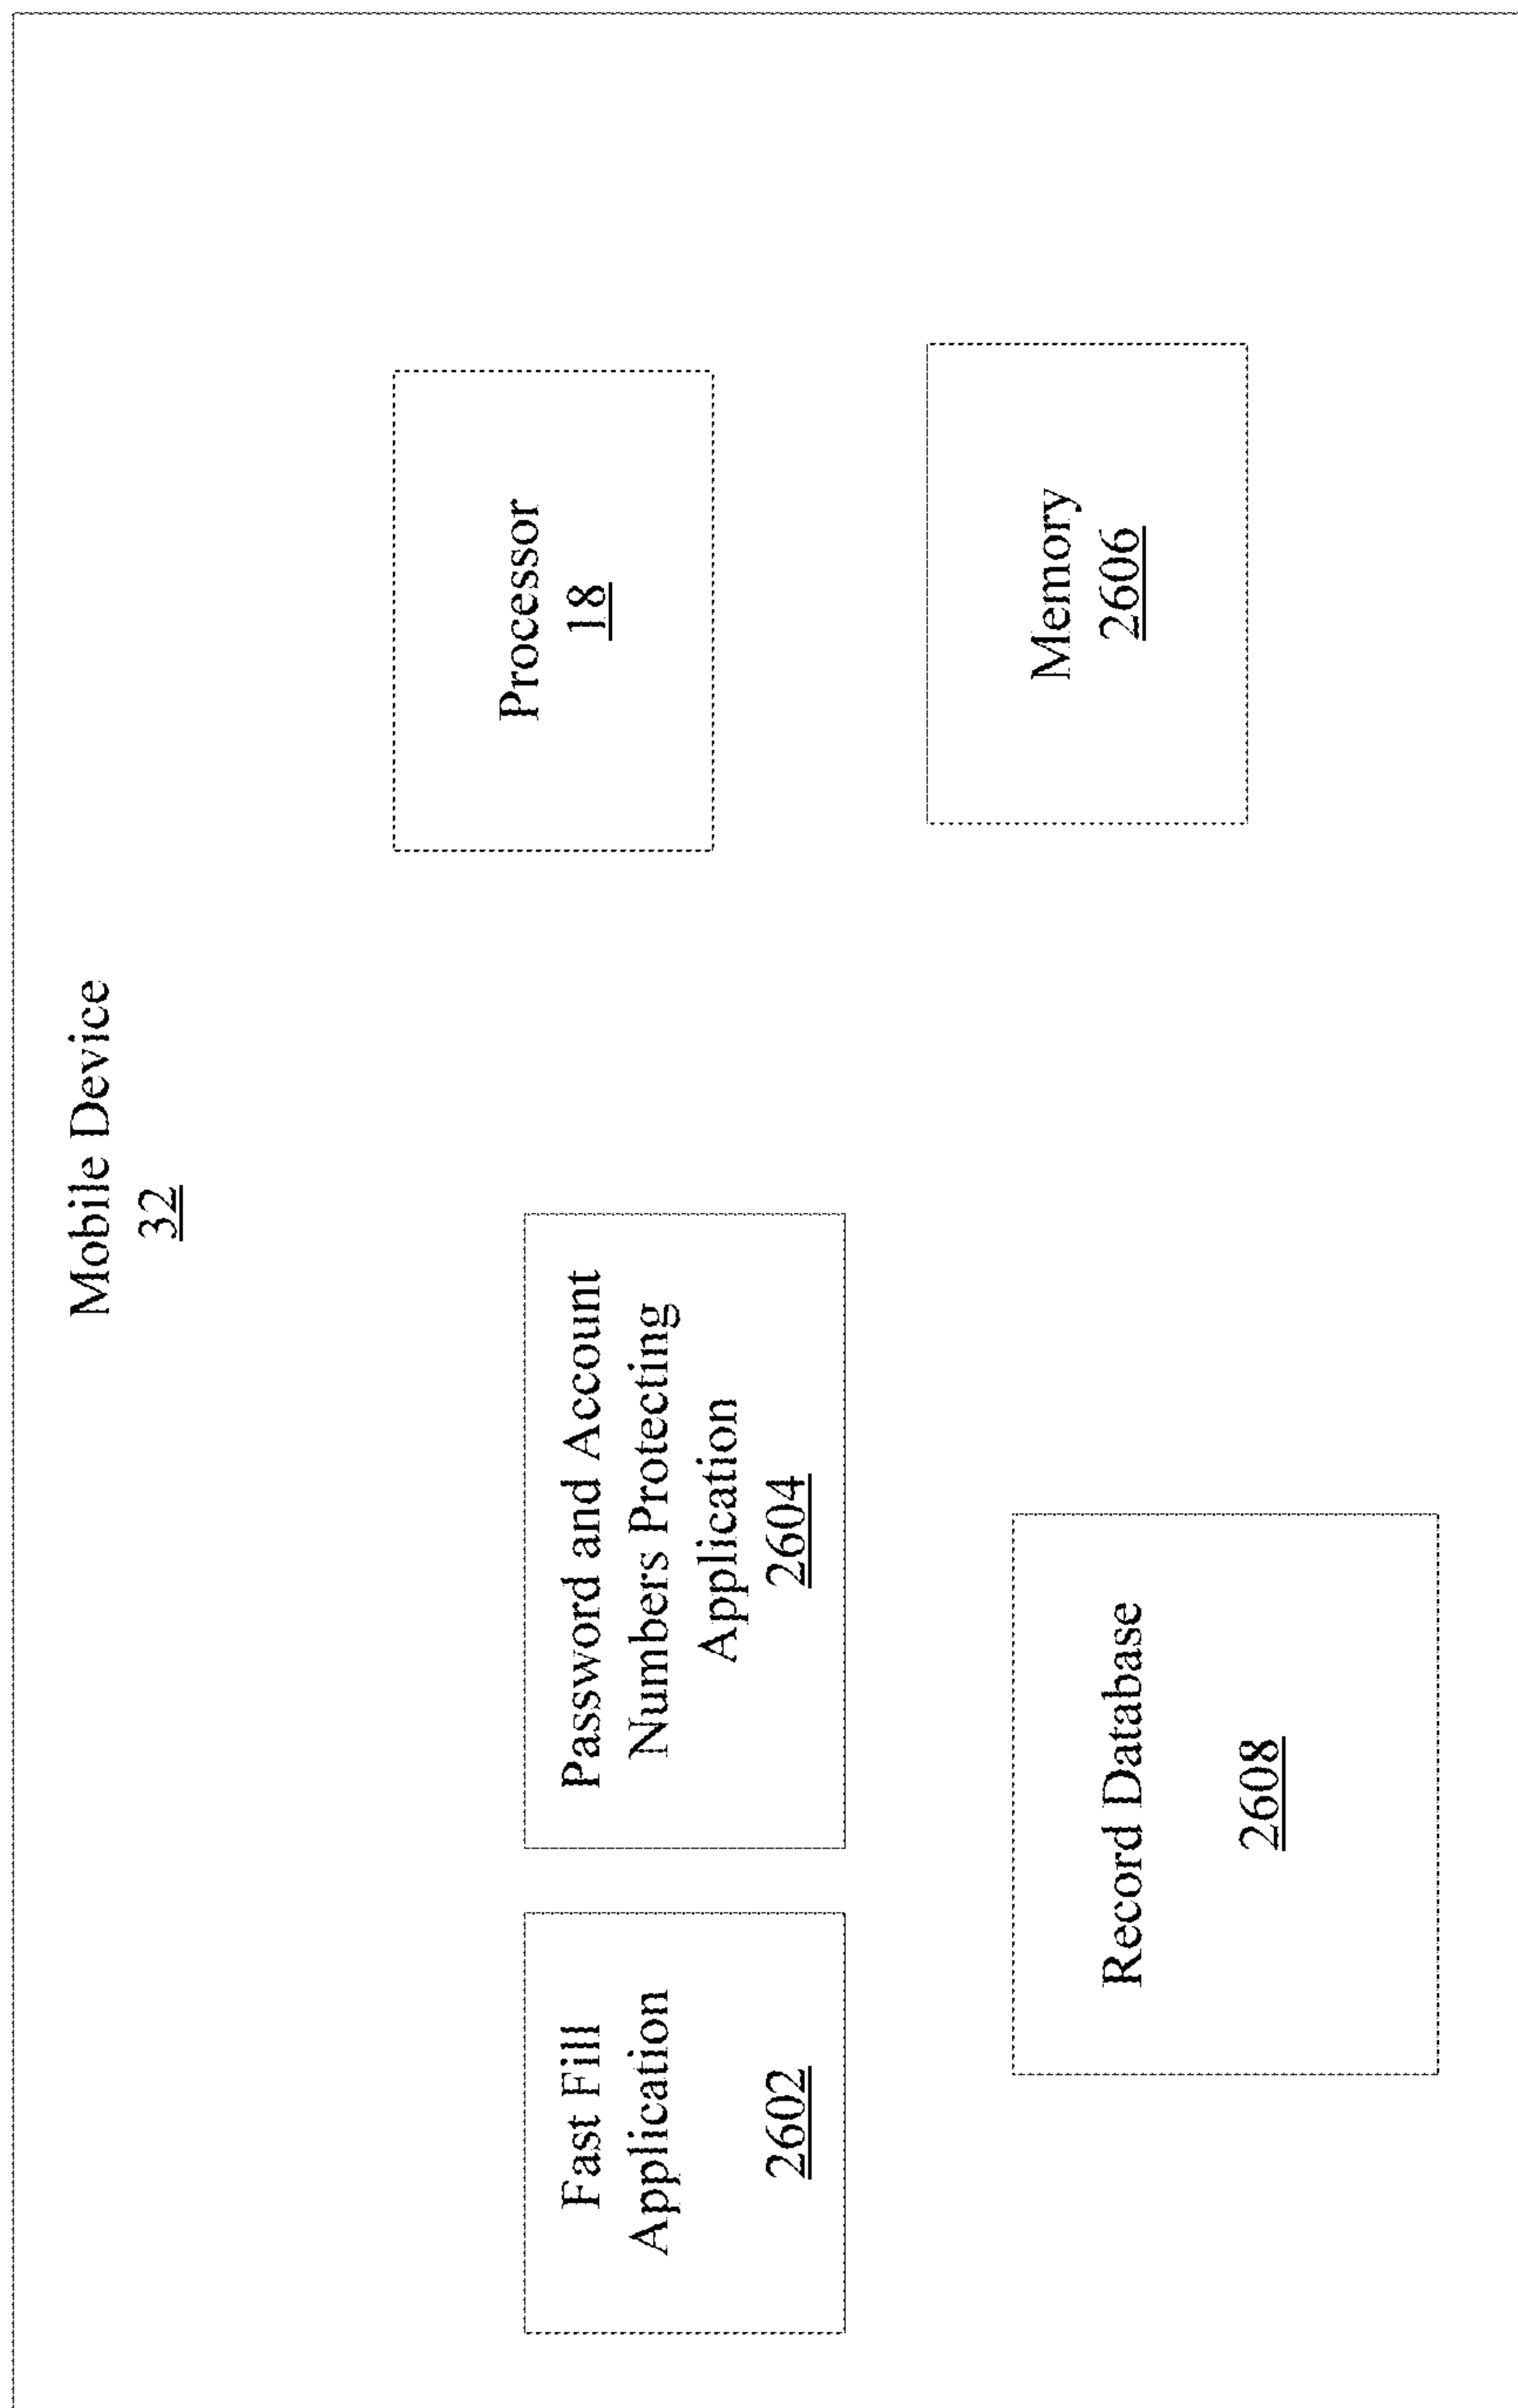 Mobile Device
32
Fast Fill
Application
2602
Password and Account
Numbers Protecting
Application
2604
Processor
18
Record Database
2608
Memory
2606